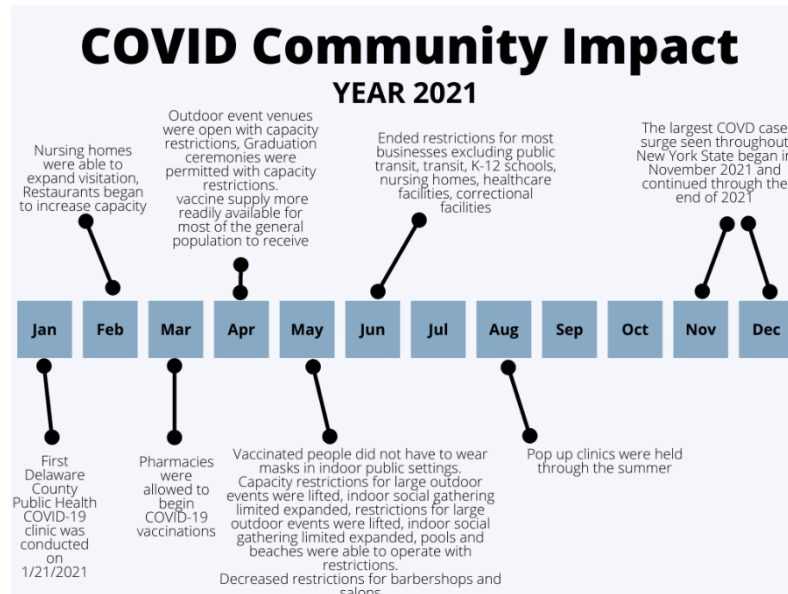 COVID Community Impact
YEAR 2021
Nursing homes
were able to
expand visitation,
Restaurants began
to increase capacity
Outdoor event venues
were open with capacity
restrictions, Graduation
ceremonies were
permitted with capacity
restrictions.
vaccine supply more
readily available for
most of the general
population to receive
Ended restrictions for most
businesses excluding public
transit, transit, K-12 schools,
nursing homes, healthcare
facilities, correctional
facilities
The largest COVD case
surge seen throughout
New York State began in
November 2021 and
continued through the
end of 2021
Jan
Feb
Mar
Apr
May
Jun
Jul
Aug
Sep
Oct
Nov
Dec
First
Delaware
County
Public Health
COVID-19
clinic was
conducted
on
1/21/2021
Pharmacies
were
allowed to
begin
COVID-19
vaccinations
Vaccinated people did not have to wear
masks in indoor public settings.
Capacity restrictions for large outdoor
events were lifted, indoor social gathering
limited expanded, restrictions for large
outdoor events were lifted, indoor social
gathering limited expanded, pools and
beaches were able to operate with
restrictions.
Decreased restrictions for barbershops and
salons
Pop up clinics were held
through the summer